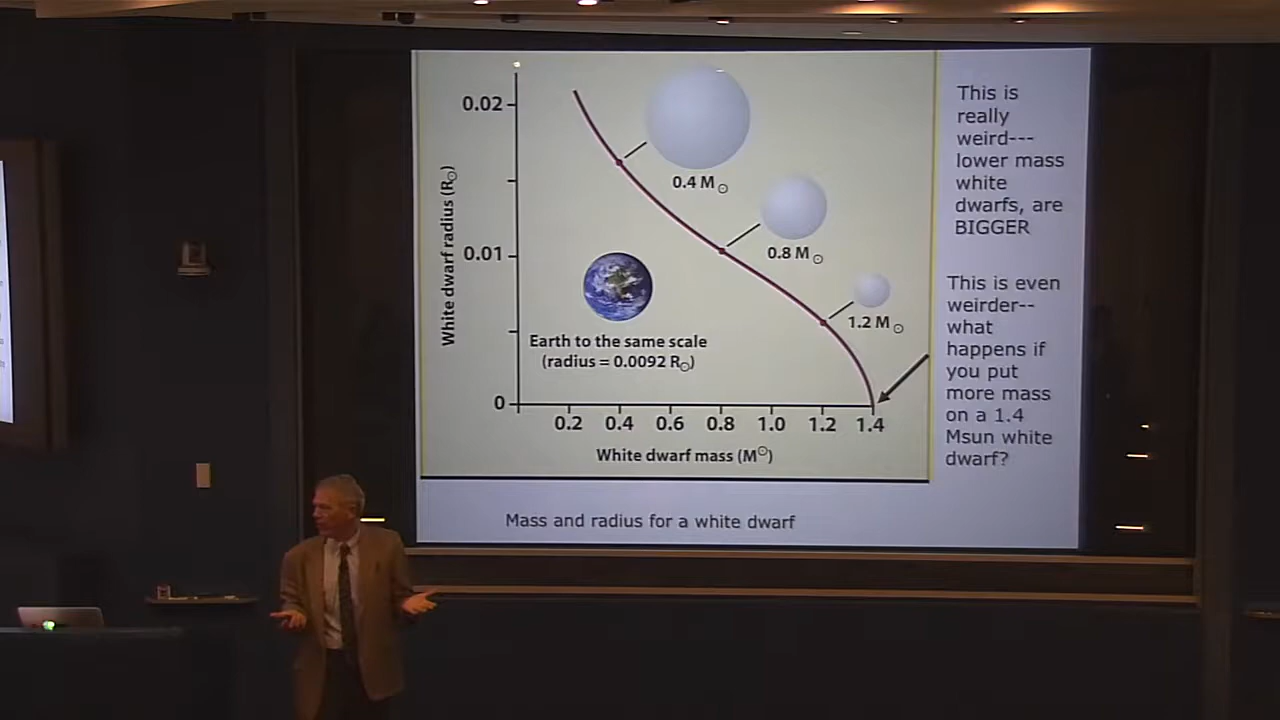 0.02
0.01
0
White dwarf radius (R☉)
0.4 M☉
0.8 M☉
1.2 M☉
Earth to the same scale
(radius = 0.0092 R☉)
0.2 0.4 0.6 0.8 1.0 1.2 1.4
White dwarf mass (M☉)
This is
really
weird---
lower mass
white
dwarfs, are
BIGGER
This is even
weirder--
what
happens if
you put
more mass
on a 1.4
Msun white
dwarf?
Mass and radius for a white dwarf